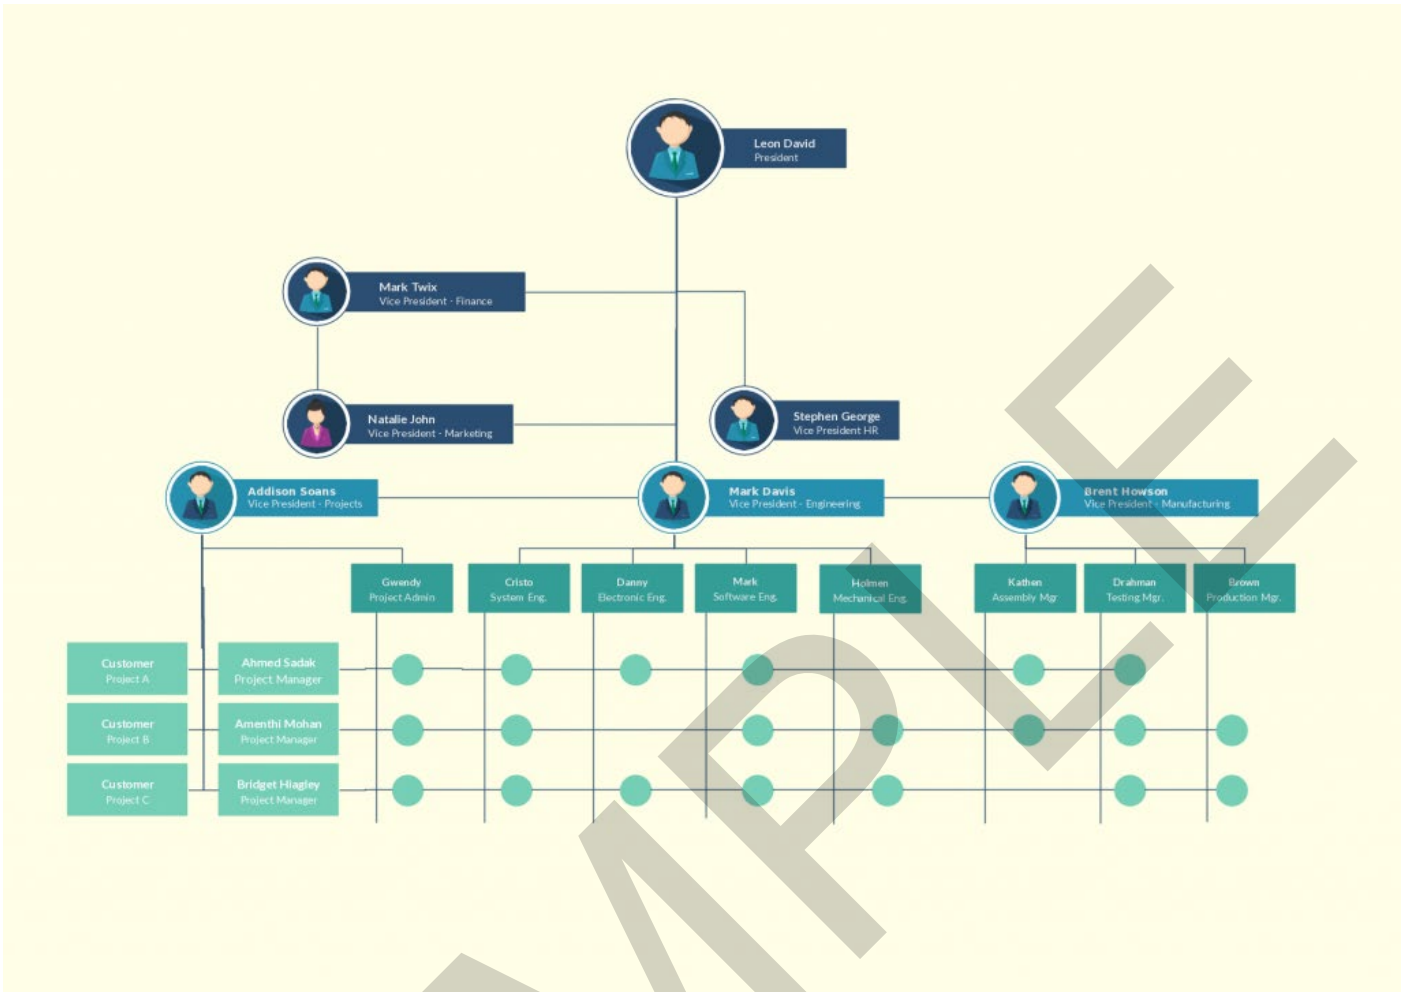 Leon David
President
Mark Twix
Vice President - Finance
Natalie John
Vice President - Marketing
Stephen George
Vice President HR
Addison Soans
Vice President - Projects
Mark Davis
Vice President - Engineering
Brent Howson
Vice President - Manufacturing
Gwendy
Project Admin
Cristo
System Eng.
Danny
Electronic Eng.
Mark
Software Eng.
Holmen
Mechanical Eng.
Kathen
Assembly Mgr
Drahman
Testing Mgr.
Brown
Production Mgr.
Customer
Project A
Ahmed Sadak
Project Manager
Customer
Project B
Amenthi Mohan
Project Manager
Customer
Project C
Bridget Hiagley
Project Manager
MPLE